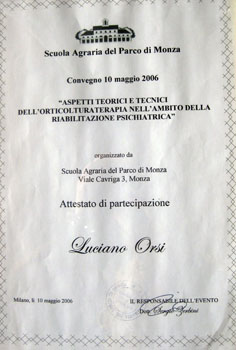 Scuola Agraria del Parco di Monza
Convegno 10 maggio 2006
"ASPETTI TEORICI E TECNICI
DELL'ORTICOLTURATERAPIA NELL'AMBITO DELLA
RIABILITAZIONE PSICHIATRICA"
organizzato da
Scuola Agraria del Parco di Monza
Viale Cavriga 3, Monza
Attestato di partecipazione
Luciano Orsi
Milano, lì 10 maggio 2006
IL RESPONSABILE DELL'EVENTO